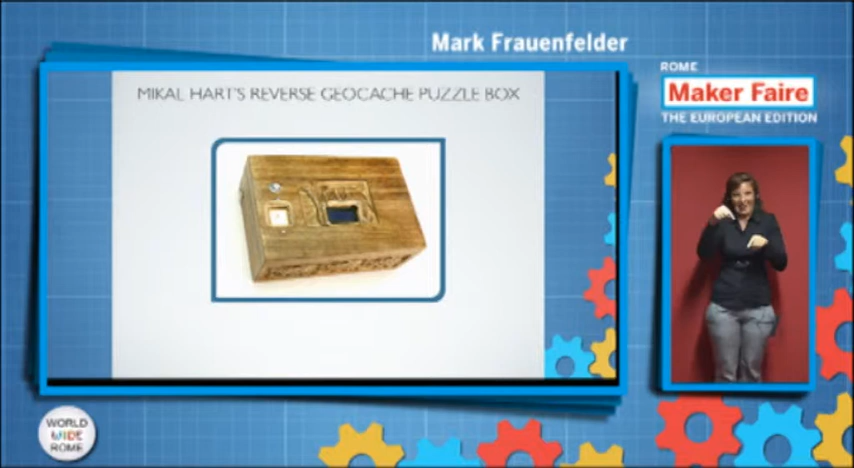 Mark Frauenfelder
ROME
Maker Faire
THE EUROPEAN EDITION
MIKAL HART'S REVERSE GEOCACHE PUZZLE BOX
WORLD
WIDE
ROME